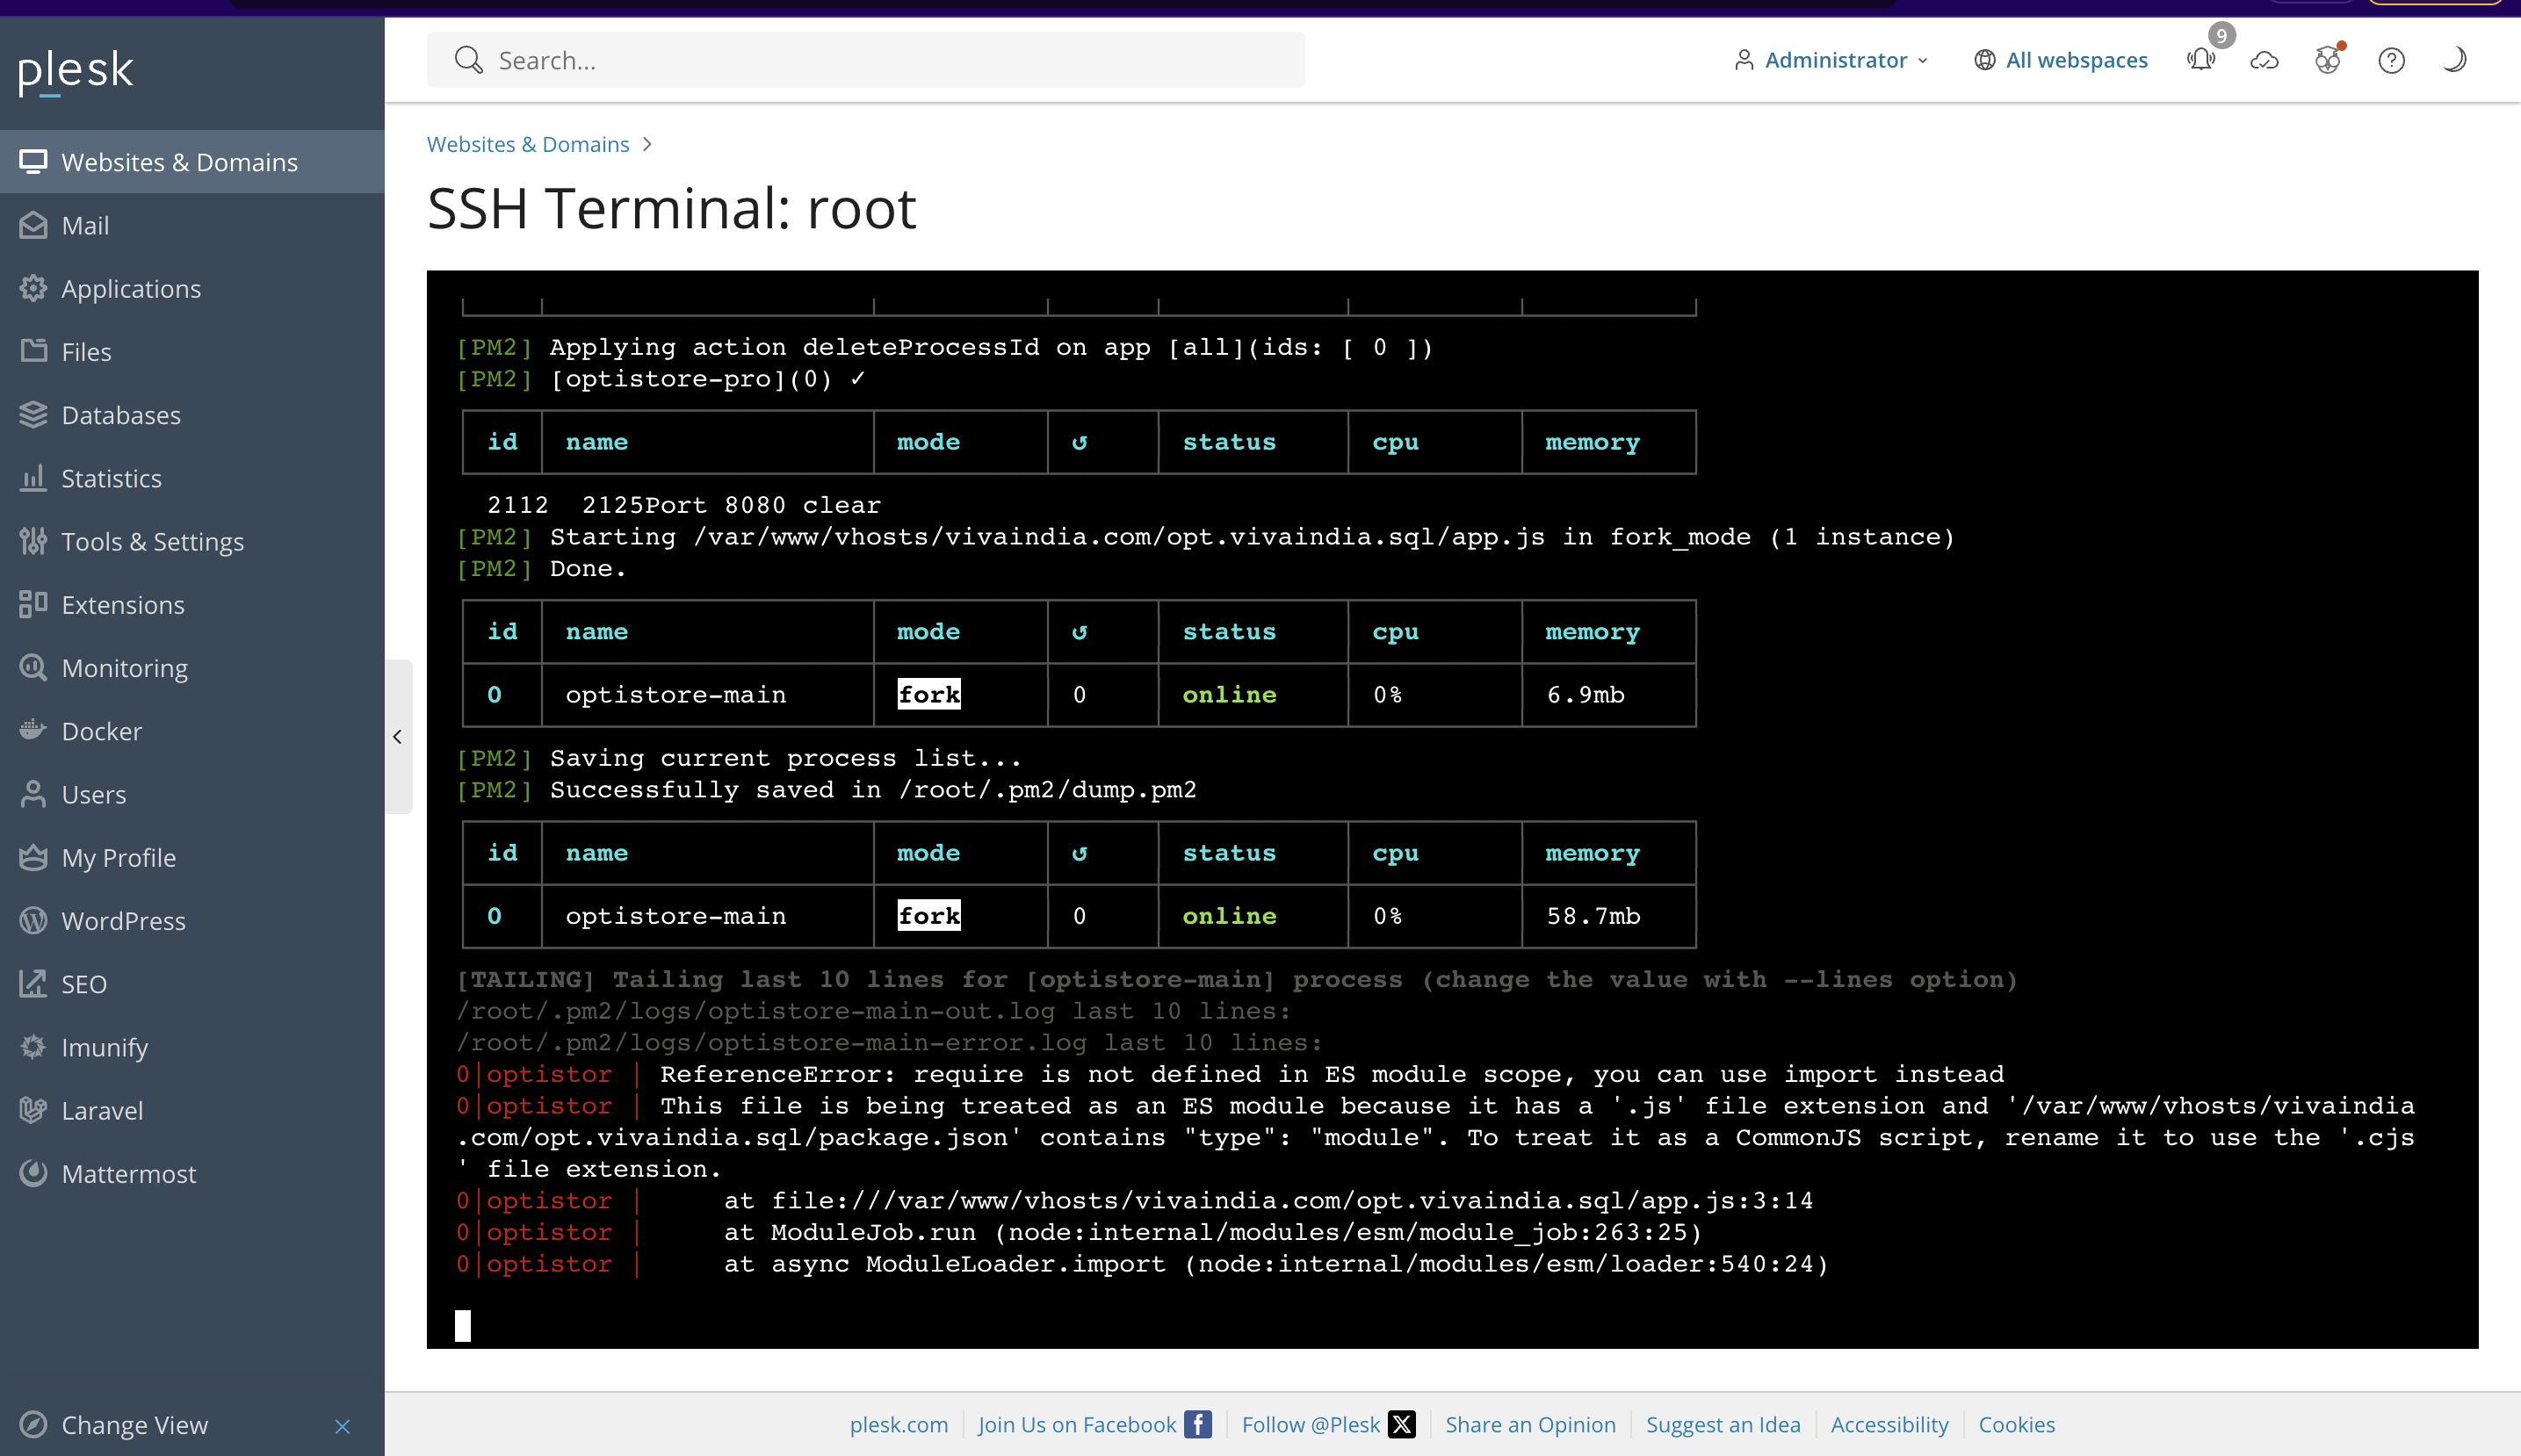 plesk
Search...
Administrator
All webspaces
9
Websites & Domains
Mail
Applications
Files
Databases
Statistics
Tools & Settings
Extensions
Monitoring
Docker
Users
My Profile
WordPress
SEO
Imunify
Laravel
Mattermost
Change View
Websites & Domains
SSH Terminal: root
[PM2] Applying action deleteProcessId on app [all](ids: [ 0 ])
[PM2] [optistore-pro](0) ✓
id name mode ↺ status cpu memory
2112 2125Port 8080 clear
[PM2] Starting /var/www/vhosts/vivaindia.com/opt.vivaindia.sql/app.js in fork_mode (1 instance)
[PM2] Done.
id name mode ↺ status cpu memory
0 optistore-main fork 0 online 0% 6.9mb
[PM2] Saving current process list...
[PM2] Successfully saved in /root/.pm2/dump.pm2
id name mode ↺ status cpu memory
0 optistore-main fork 0 online 0% 58.7mb
[TAILING] Tailing last 10 lines for [optistore-main] process (change the value with --lines option)
/root/.pm2/logs/optistore-main-out.log last 10 lines:
/root/.pm2/logs/optistore-main-error.log last 10 lines:
0|optistor | ReferenceError: require is not defined in ES module scope, you can use import instead
0|optistor | This file is being treated as an ES module because it has a '.js' file extension and '/var/www/vhosts/vivaindia
.com/opt.vivaindia.sql/package.json' contains "type": "module". To treat it as a CommonJS script, rename it to use the '.cjs
' file extension.
0|optistor |     at file:///var/www/vhosts/vivaindia.com/opt.vivaindia.sql/app.js:3:14
0|optistor |     at ModuleJob.run (node:internal/modules/esm/module_job:263:25)
0|optistor |     at async ModuleLoader.import (node:internal/modules/esm/loader:540:24)
plesk.com Join Us on Facebook Follow @Plesk Share an Opinion Suggest an Idea Accessibility Cookies